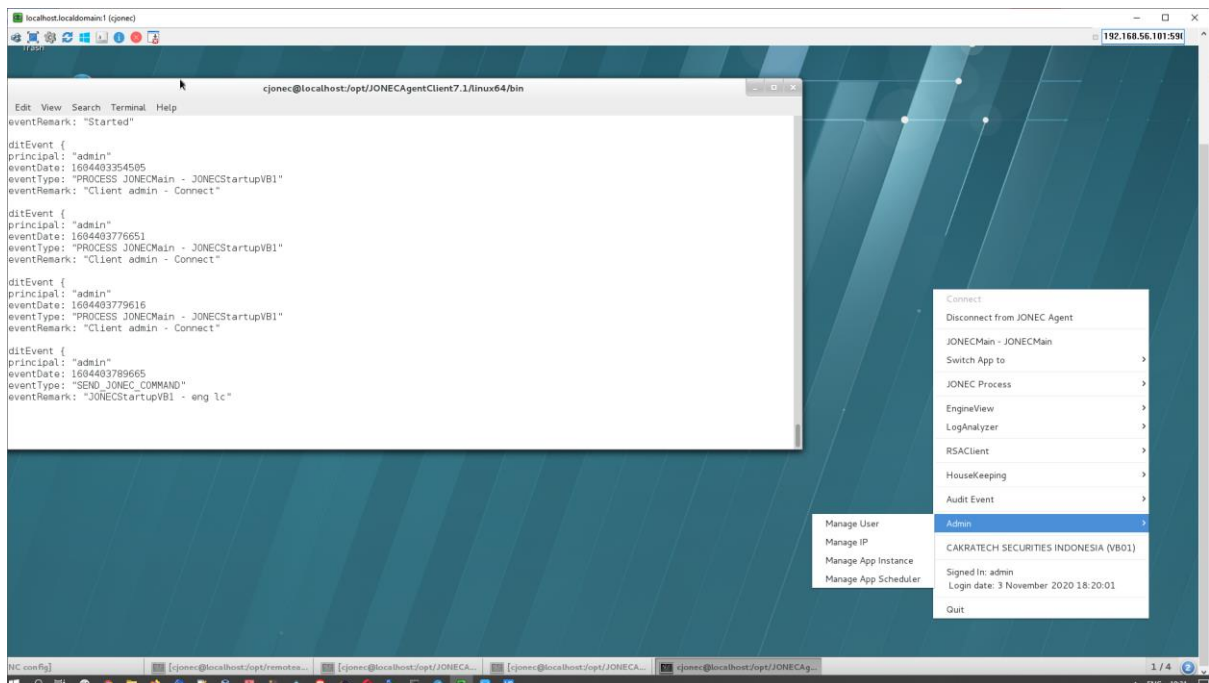 localhost.localdomain:1 (cjonec)
192.168.56.101:590
Trash
cjonec@localhost:/opt/JONECAgentClient7.1/linux64/bin
Edit View Search Terminal Help
eventRemark: "Started"
ditEvent {
principal: "admin"
eventDate: 1604403354505
eventType: "PROCESS JONECMain - JONECStartupVB1"
eventRemark: "Client admin - Connect"
ditEvent {
principal: "admin"
eventDate: 1604403776651
eventType: "PROCESS JONECMain - JONECStartupVB1"
eventRemark: "Client admin - Connect"
ditEvent {
principal: "admin"
eventDate: 1604403779616
eventType: "PROCESS JONECMain - JONECStartupVB1"
eventRemark: "Client admin - Connect"
ditEvent {
principal: "admin"
eventDate: 1604403789665
eventType: "SEND_JONEC_COMMAND"
eventRemark: "JONECStartupVB1 - eng lc"
Connect
Disconnect from JONEC Agent
JONECMain - JONECMain
Switch App to
JONEC Process
EngineView
LogAnalyzer
RSAClient
HouseKeeping
Audit Event
Admin
Manage User
Manage IP
Manage App Instance
Manage App Scheduler
CAKRATECH SECURITIES INDONESIA (VB01)
Signed In: admin
Login date: 3 November 2020 18:20:01
Quit
NC config]
[cjonec@localhost:/opt/remotea...
[cjonec@localhost:/opt/JONECA...
[cjonec@localhost:/opt/JONECA...
cjonec@localhost:/opt/JONECAg...
1 / 4
2